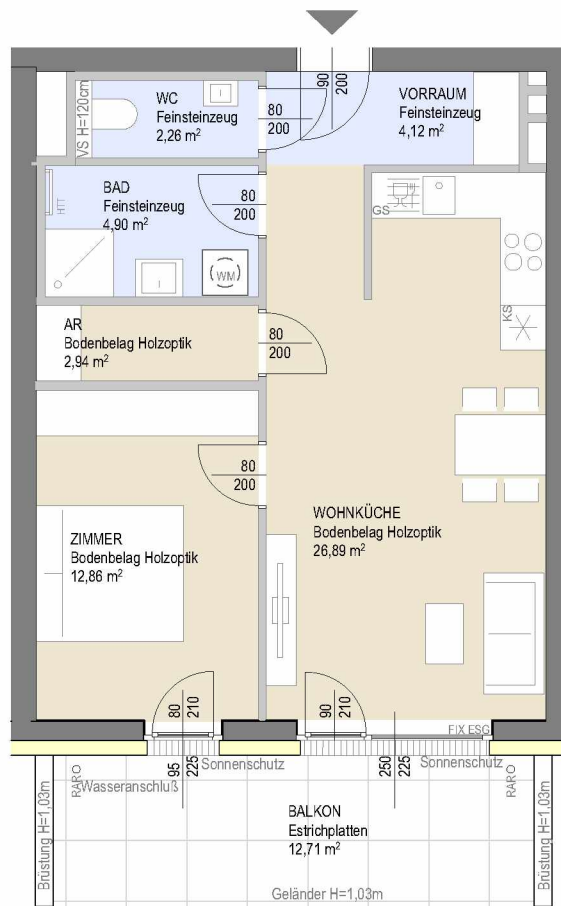 WC
Feinsteinzeug
2,26 m²
VS H=120cm
80
200
90
200
VORRAUM
Feinsteinzeug
4,12 m²
BAD
Feinsteinzeug
4,90 m²
HTT
80
200
WM
GS
KS
AR
Bodenbelag Holzoptik
2,94 m²
80
200
80
200
ZIMMER
Bodenbelag Holzoptik
12,86 m²
WOHNKÜCHE
Bodenbelag Holzoptik
26,89 m²
80
210
90
210
FIX ESG
95
225
250
225
Sonnenschutz
Sonnenschutz
RARO
Wasseranschluß
RARO
BALKON
Estrichplatten
12,71 m²
Brüstung H=1,03m
Brüstung H=1,03m
Geländer H=1,03m